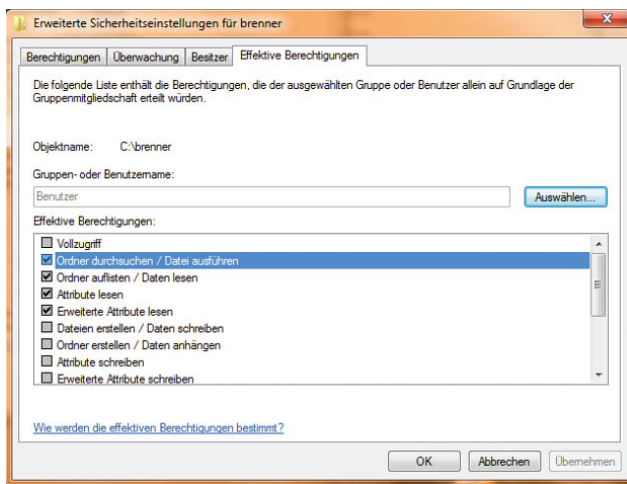 Erweiterte Sicherheitseinstellungen für brenner
Berechtigungen Überwachung Besitzer Effektive Berechtigungen
Die folgende Liste enthält die Berechtigungen, die der ausgewählten Gruppe oder Benutzer allein auf Grundlage der
Gruppenmitgliedschaft erteilt würden.
Objektname: C:\brenner
Gruppen- oder Benutzername:
Benutzer Auswählen...
Effektive Berechtigungen:
Vollzugriff
Ordner durchsuchen / Datei ausführen
Ordner auflisten / Daten lesen
Attribute lesen
Erweiterte Attribute lesen
Dateien erstellen / Daten schreiben
Ordner erstellen / Daten anhängen
Attribute schreiben
Erweiterte Attribute schreiben
Wie werden die effektiven Berechtigungen bestimmt?
OK Abbrechen Übernehmen